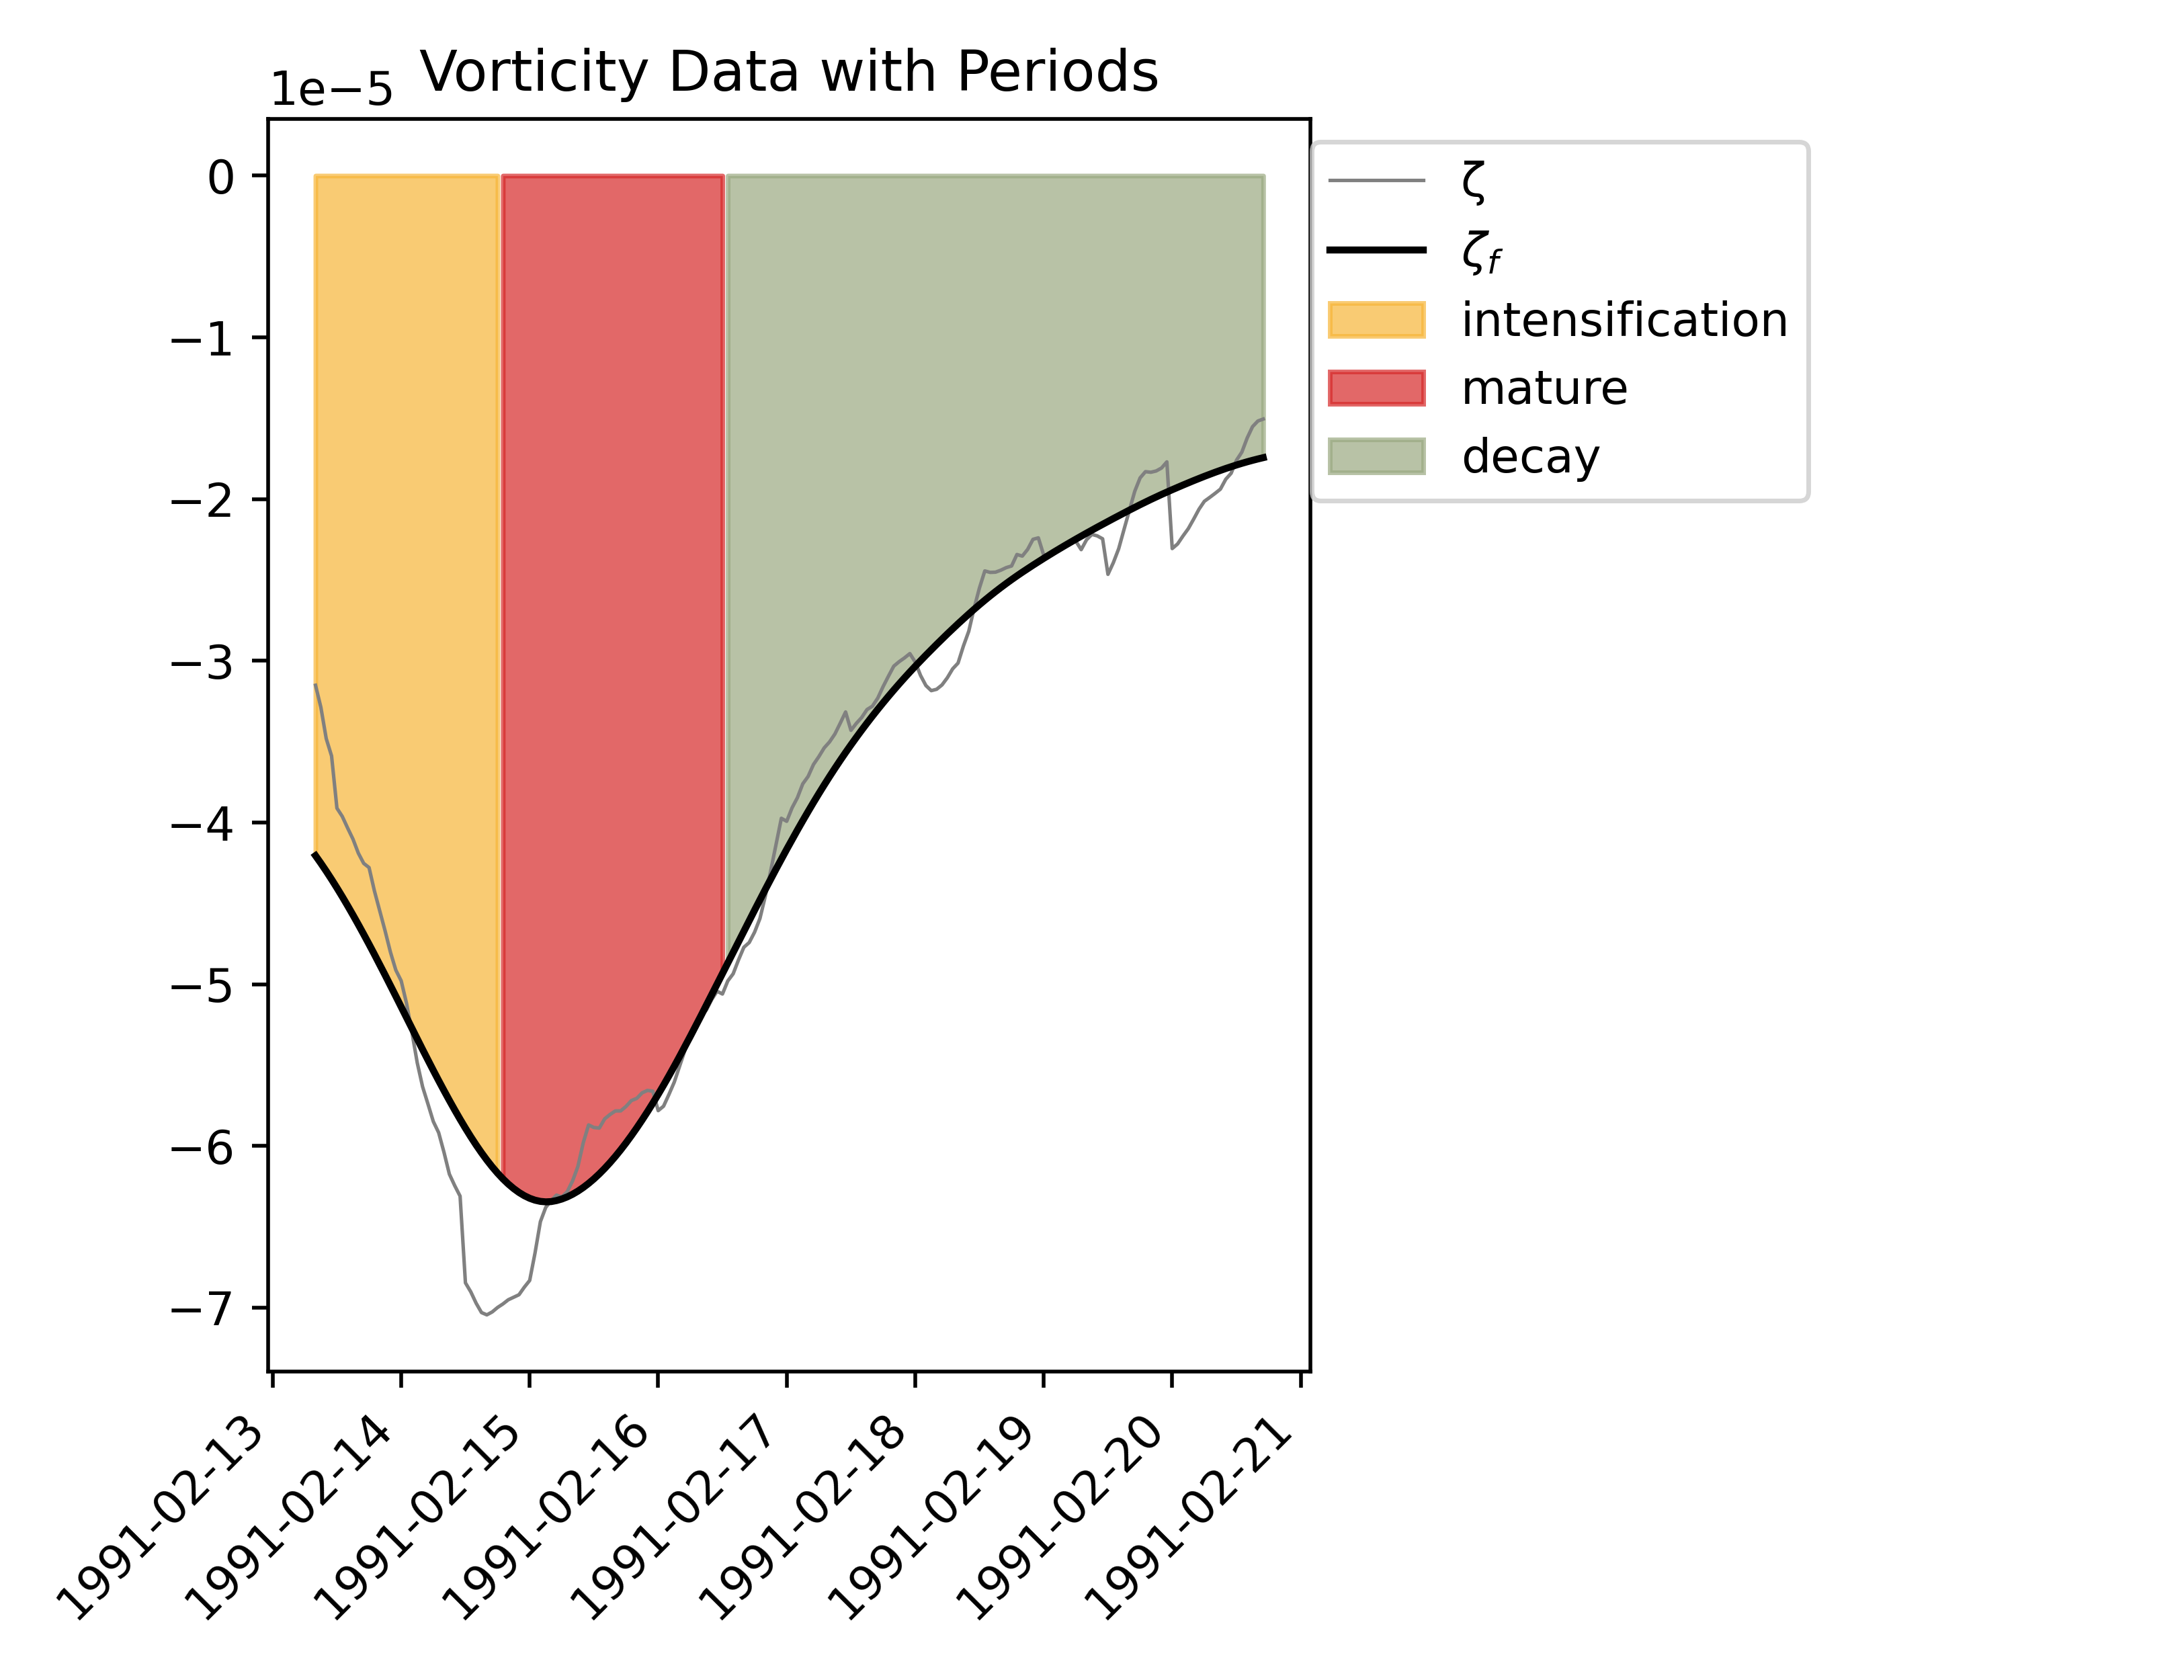 Vorticity Data with Periods
1e−5
0
−1
−2
−3
−4
−5
−6
−7
1991-02-13
1991-02-14
1991-02-15
1991-02-16
1991-02-17
1991-02-18
1991-02-19
1991-02-20
1991-02-21
ζ
ζf
intensification
mature
decay